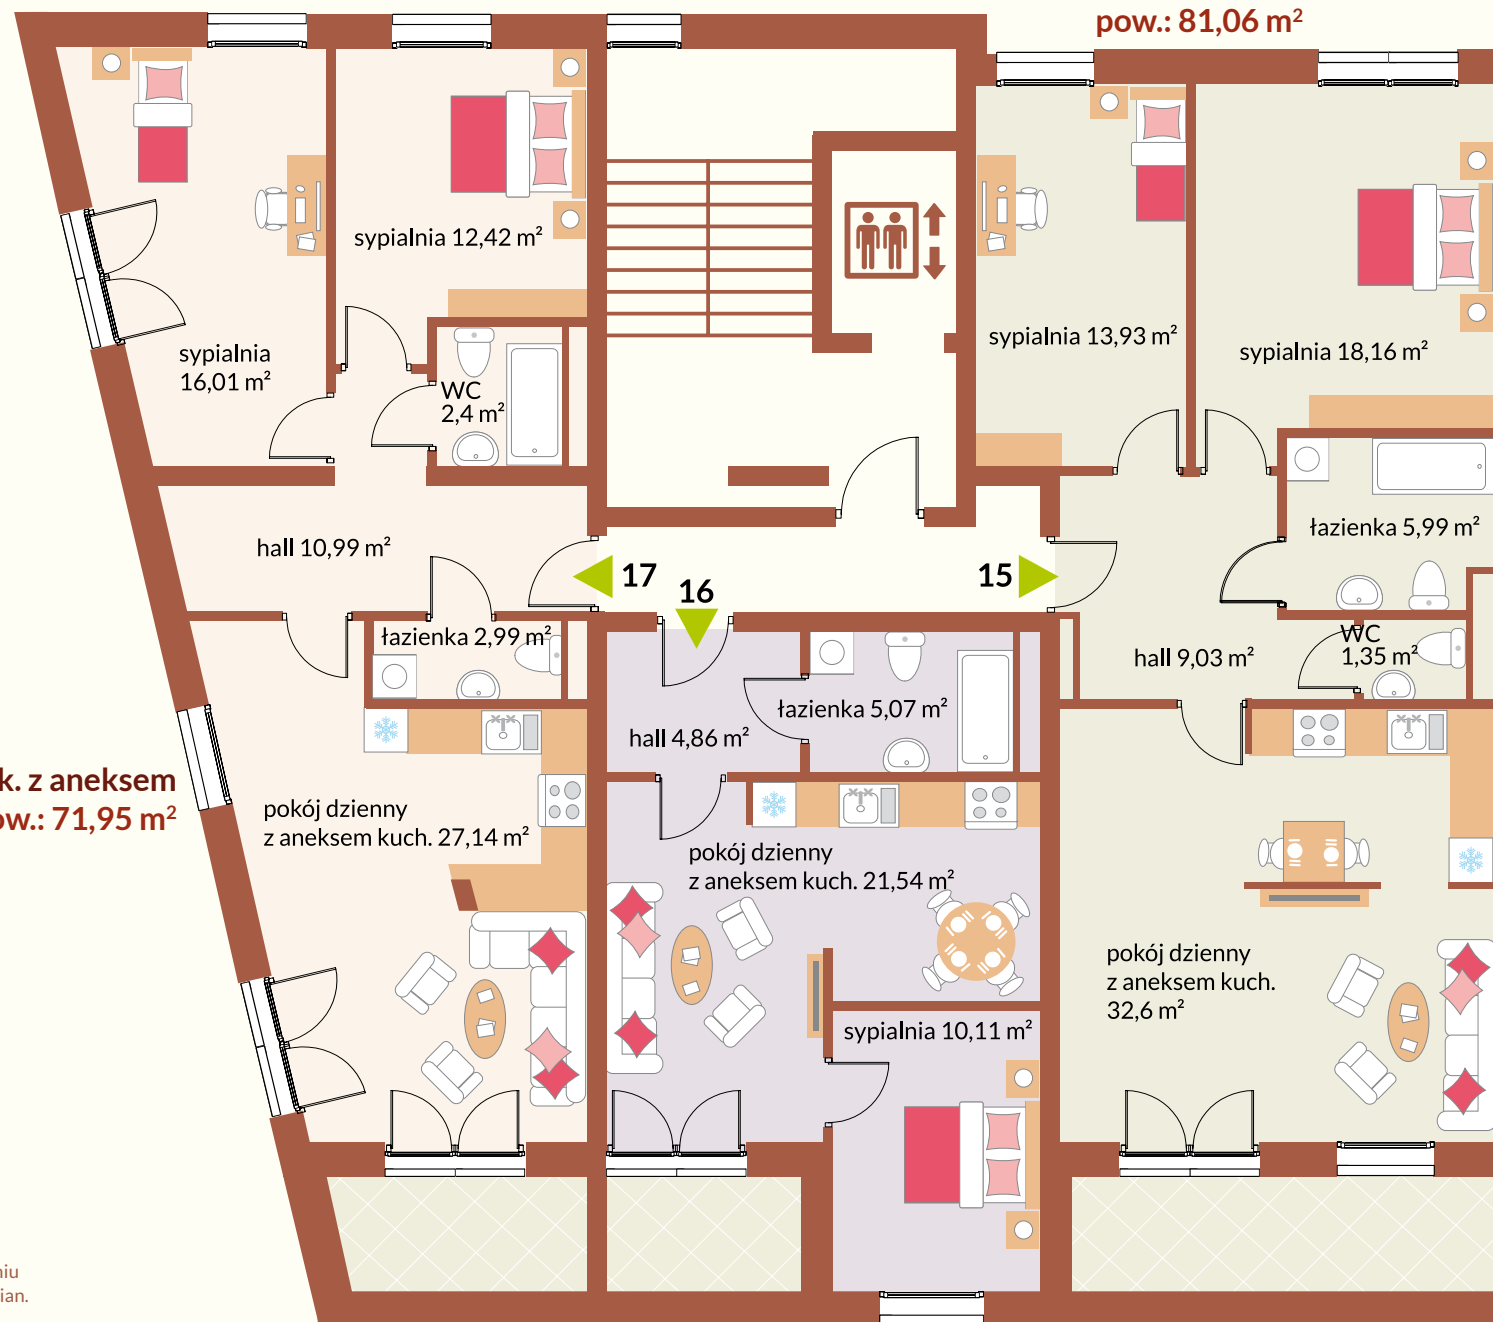 pow.: 81,06 m²
sypialnia 12,42 m²
sypialnia
16,01 m²
WC
2,4 m²
sypialnia 13,93 m²
sypialnia 18,16 m²
hall 10,99 m²
łazienka 5,99 m²
17
16
15
łazienka 2,99 m²
hall 9,03 m²
WC
1,35 m²
hall 4,86 m²
łazienka 5,07 m²
k. z aneksem
ow.: 71,95 m²
pokój dzienny
z aneksem kuch. 27,14 m²
pokój dzienny
z aneksem kuch. 21,54 m²
pokój dzienny
z aneksem kuch.
32,6 m²
sypialnia 10,11 m²
niu
ian.